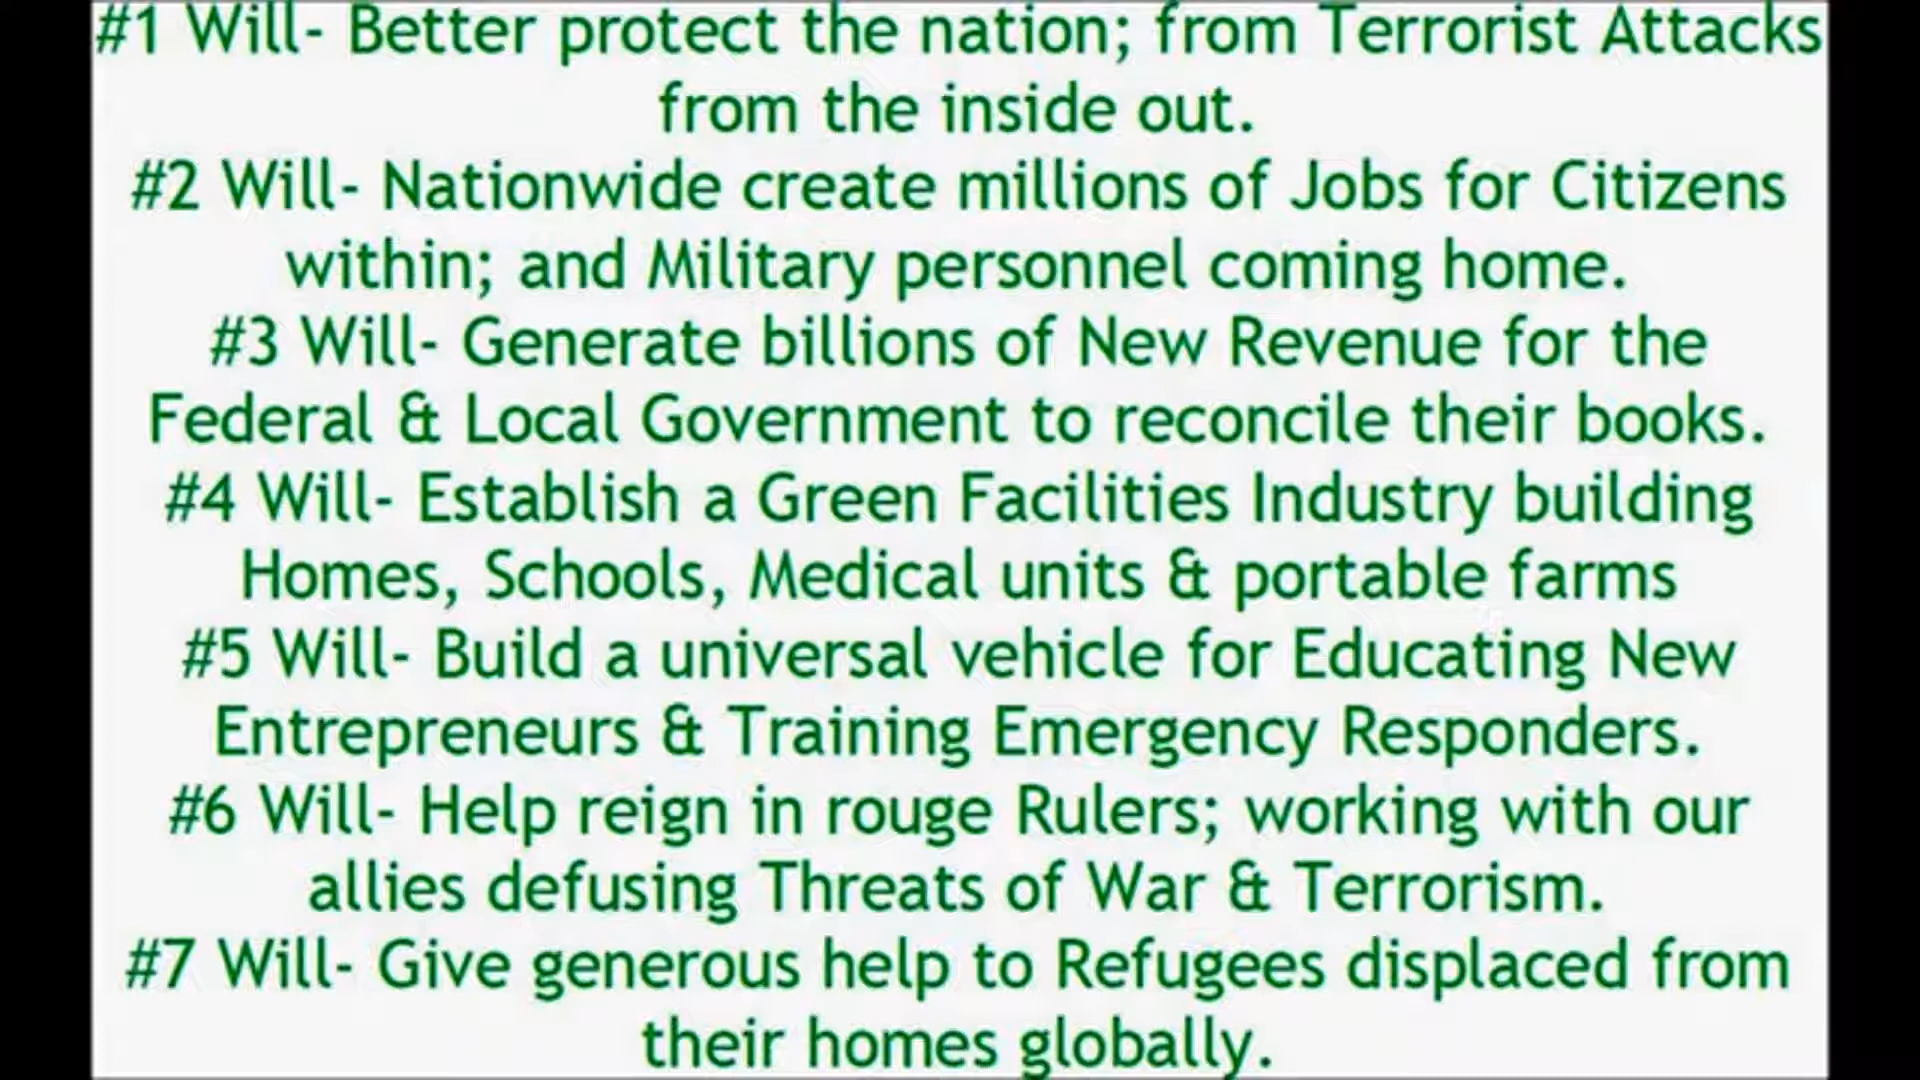 #1 Will- Better protect the nation; from Terrorist Attacks
from the inside out.
#2 Will- Nationwide create millions of Jobs for Citizens
within; and Military personnel coming home.
#3 Will- Generate billions of New Revenue for the
Federal & Local Government to reconcile their books.
#4 Will- Establish a Green Facilities Industry building
Homes, Schools, Medical units & portable farms
#5 Will- Build a universal vehicle for Educating New
Entrepreneurs & Training Emergency Responders.
#6 Will- Help reign in rouge Rulers; working with our
allies defusing Threats of War & Terrorism.
#7 Will- Give generous help to Refugees displaced from
their homes globally.